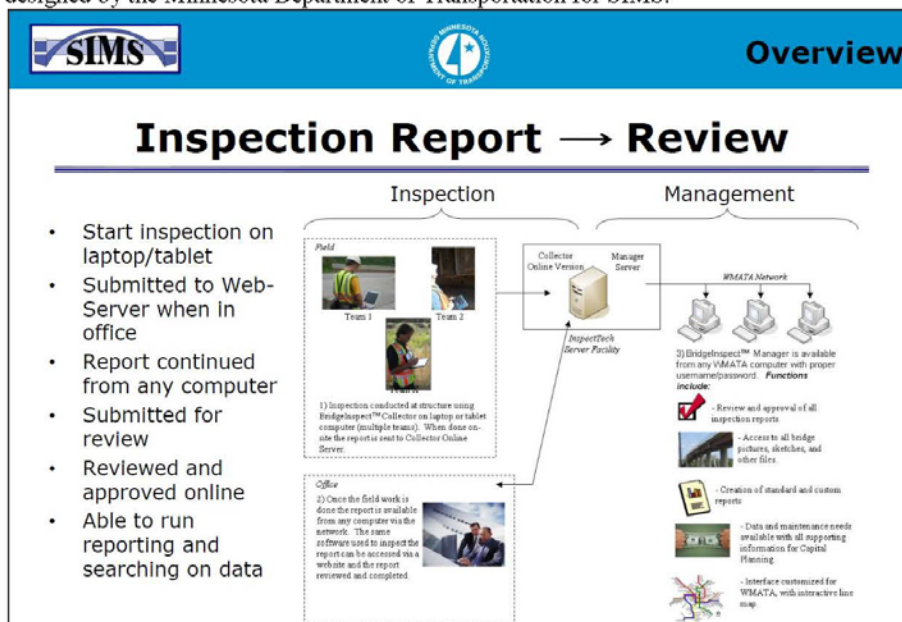 designed by the Minnesota Department of Transportation for SIMS.
SIMS
MINNESOTA DEPARTMENT OF TRANSPORTATION
Overview
Inspection Report → Review
Inspection
Management
• Start inspection on
laptop/tablet
• Submitted to Web-
Server when in
office
• Report continued
from any computer
• Submitted for
review
• Reviewed and
approved online
• Able to run
reporting and
searching on data
Field
Team 1
Team 2
1) Inspection conducted at structure using
BridgeInspect™ Collector on laptop or tablet
computer (multiple teams). When done on-
site the report is sent to Collector Online
Server.
Office
2) Once the field work is
done the report is available
from any computer via the
network. The same
software used to inspect the
report can be accessed via a
website and the report
reviewed and completed.
Collector
Online Version
Manager
Server
InspectTech
Server Facility
WMATA Network
3) BridgeInspect™ Manager is available
from any WMATA computer with proper
username/password. Functions
include:
- Review and approval of all
inspection reports.
- Access to all bridge
pictures, sketches, and
other files.
- Creation of standard and custom
reports
- Data and maintenance needs
available with all supporting
information for Capital
Planning.
- Interface customized for
WMATA, with interactive line
map.